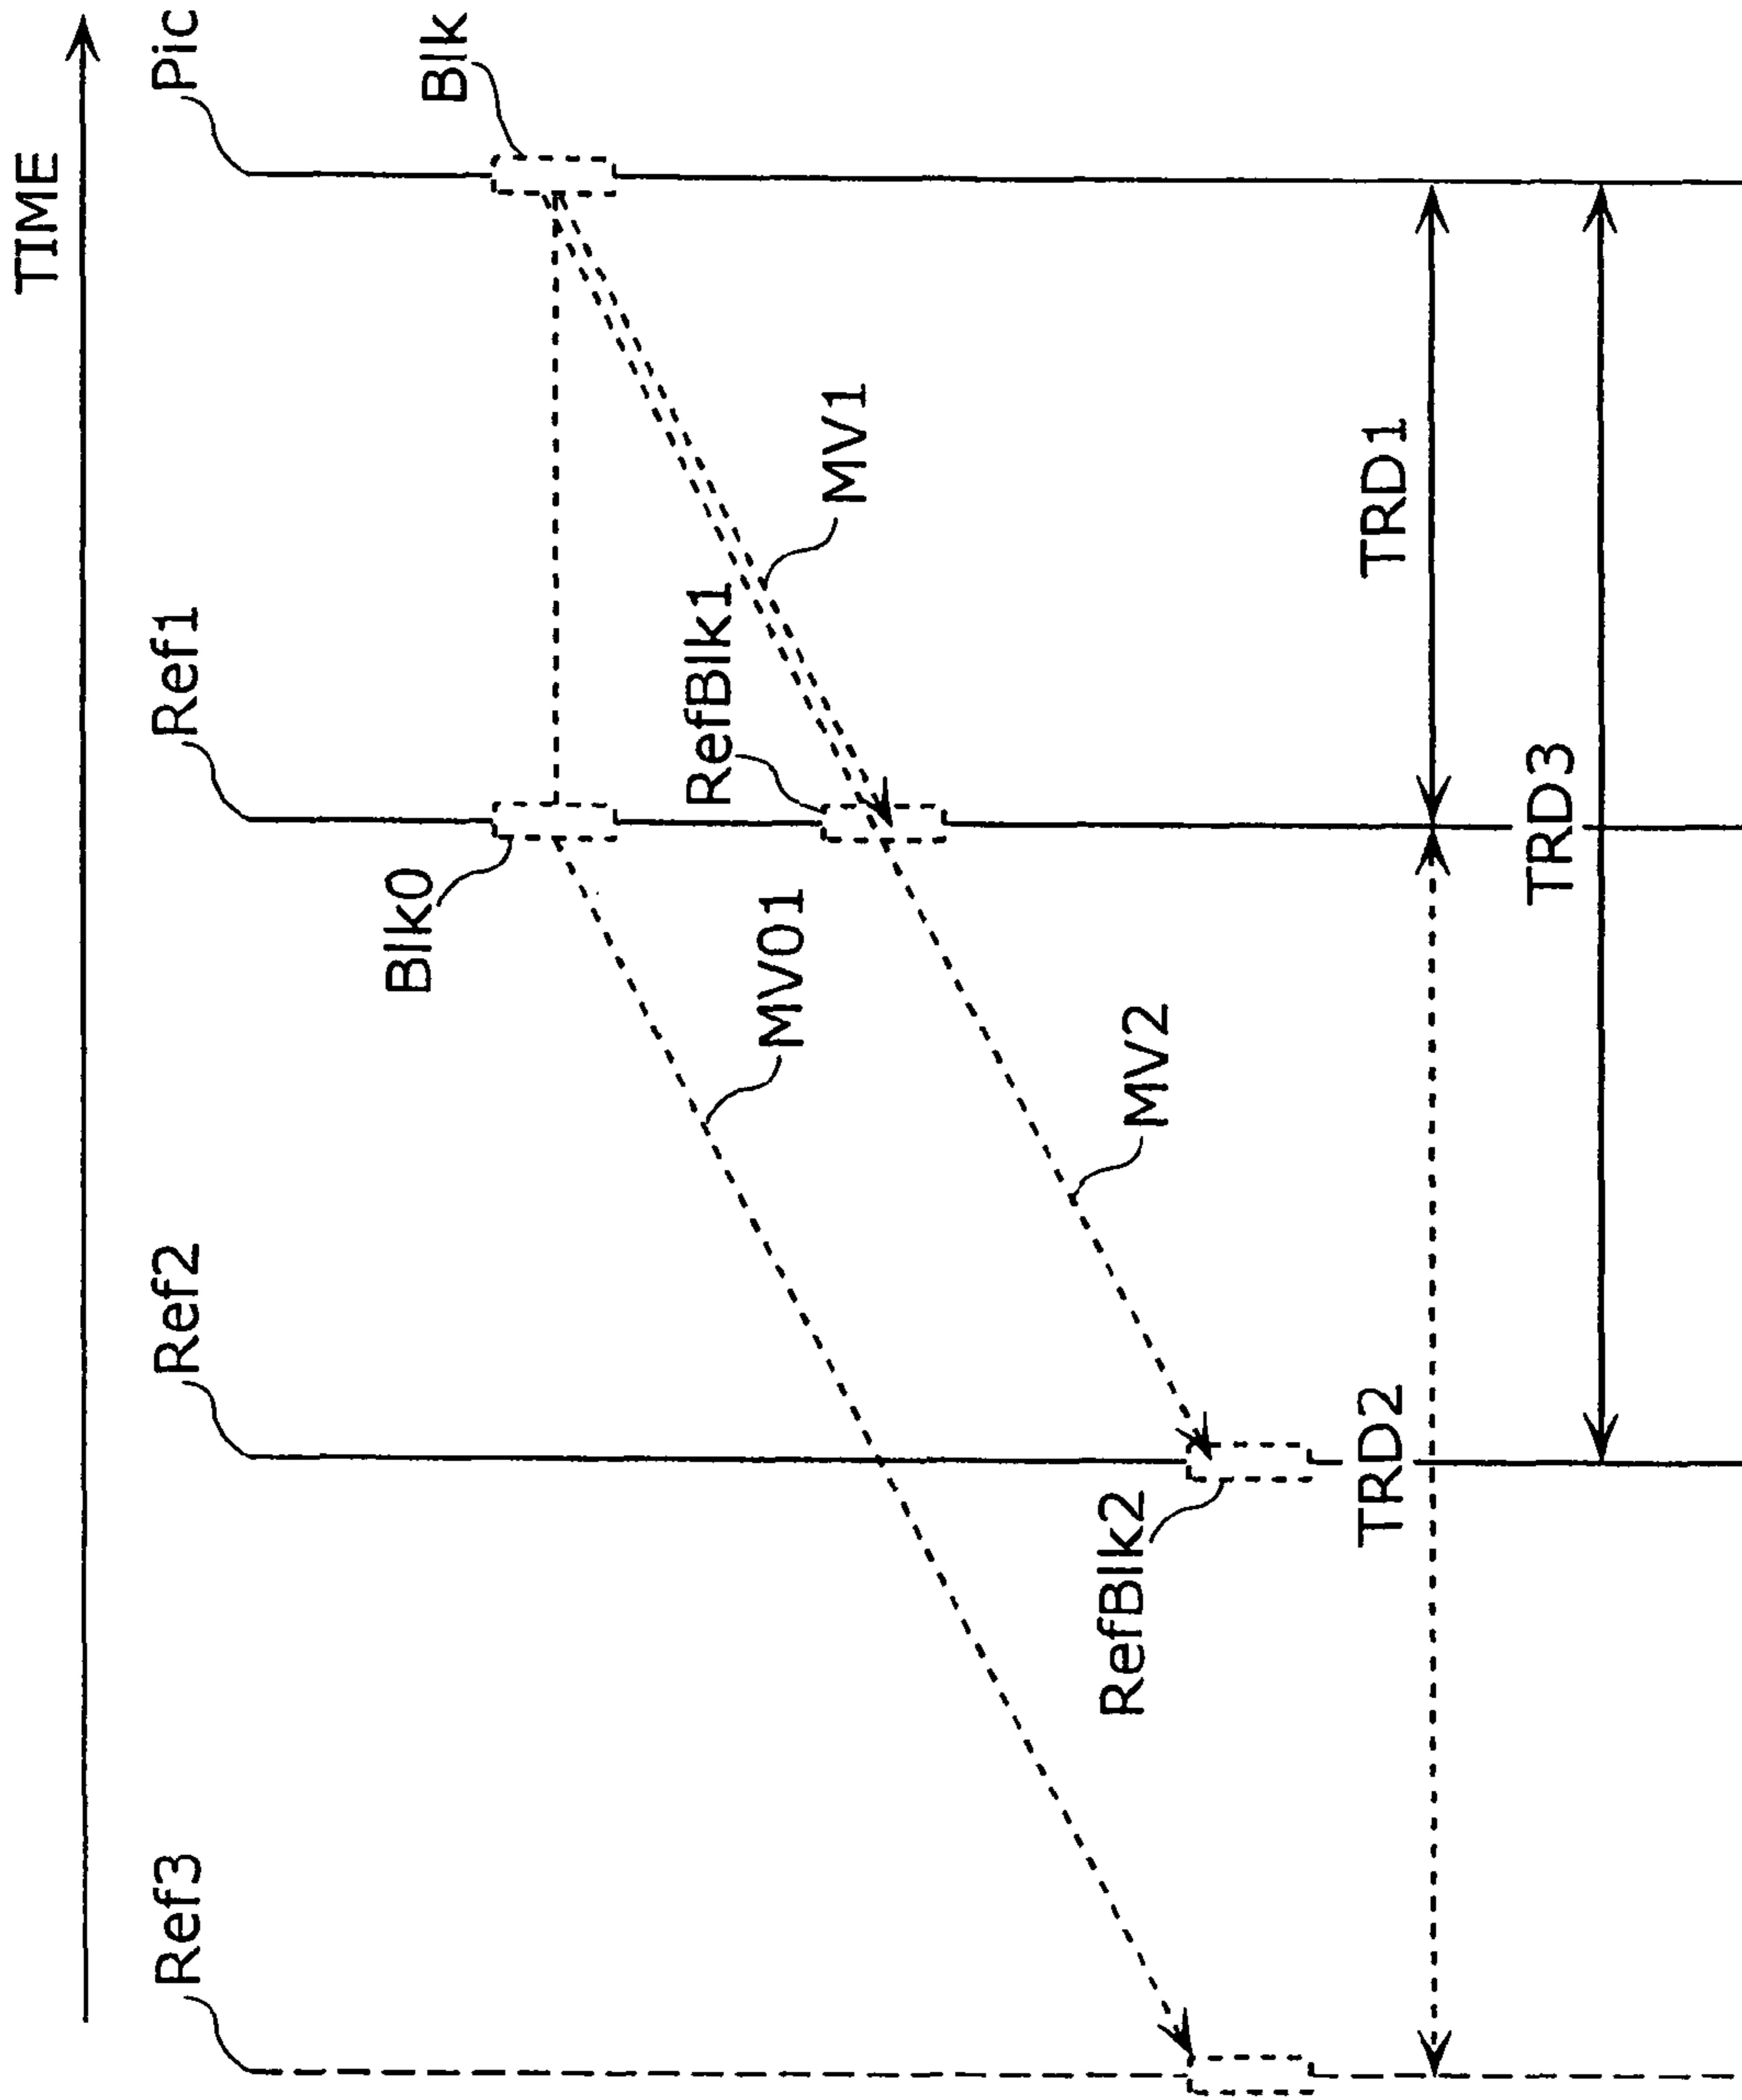 TIME
Ref3
Ref2
Ref1
Pic
Blk0
Blk
RefBlk1
MV01
MV1
RefBlk2
MV2
TRD2
TRD1
TRD3